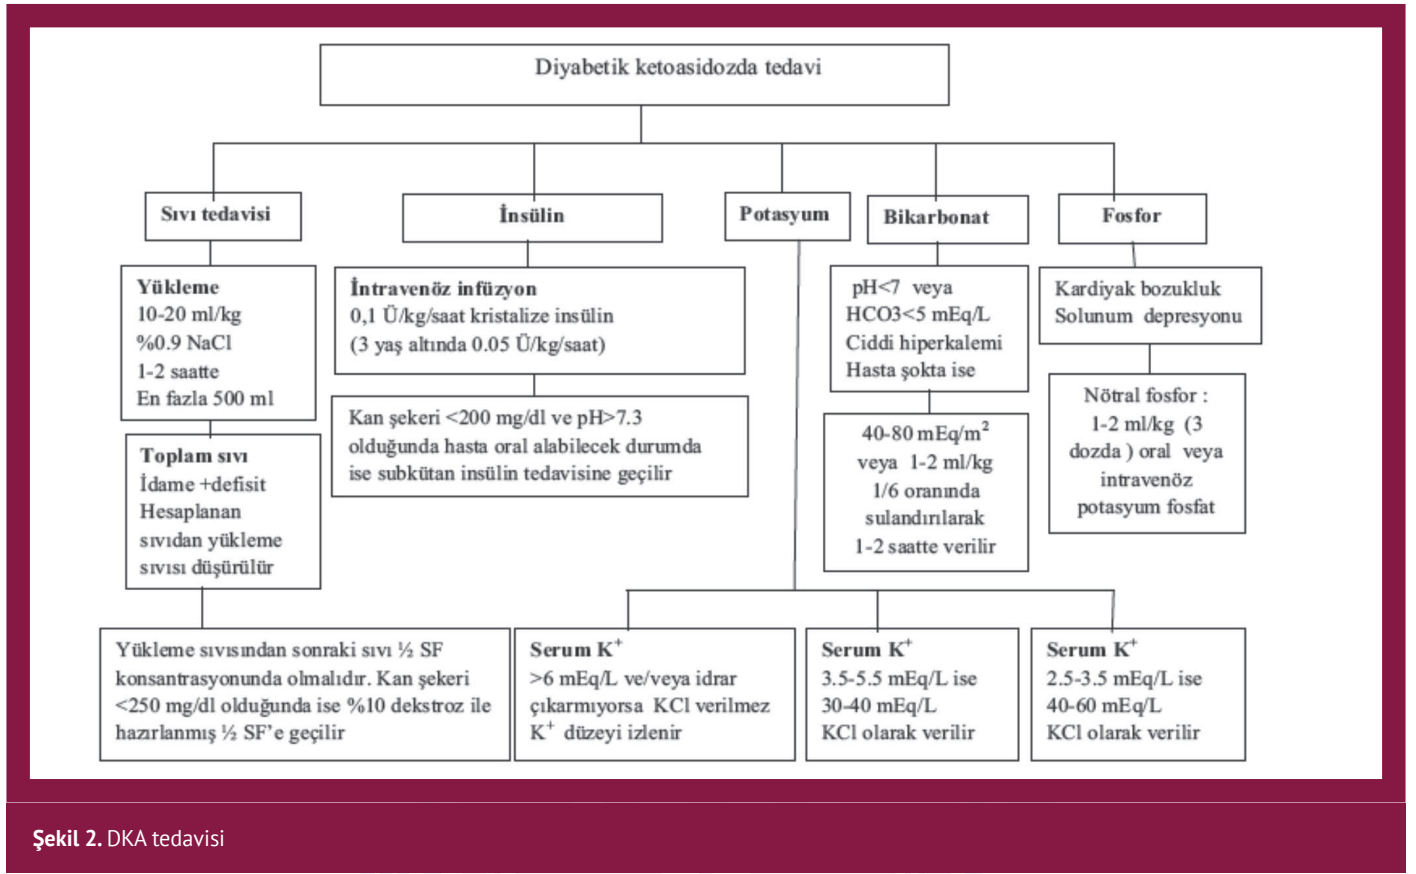 Diyabetik ketoasidozda tedavi
Sıvı tedavisi
Yükleme
10-20 ml/kg
%0.9 NaCl
1-2 saatte
En fazla 500 ml
Toplam sıvı
İdame +defisit
Hesaplanan
sıvıdan yükleme
sıvısı düşürülür
Yükleme sıvısından sonraki sıvı ½ SF
konsantrasyonunda olmalıdır. Kan şekeri
<250 mg/dl olduğunda ise %10 dekstroz ile
hazırlanmış ½ SF'e geçilir
İnsülin
İntravenöz infüzyon
0,1 Ü/kg/saat kristalize insülin
(3 yaş altında 0.05 Ü/kg/saat)
Kan şekeri <200 mg/dl ve pH>7.3
olduğunda hasta oral alabilecek durumda
ise subkütan insülin tedavisine geçilir
Potasyum
Serum K⁺
>6 mEq/L ve/veya idrar
çıkarmıyorsa KCl verilmez
K⁺ düzeyi izlenir
Serum K⁺
3.5-5.5 mEq/L ise
30-40 mEq/L
KCl olarak verilir
Serum K⁺
2.5-3.5 mEq/L ise
40-60 mEq/L
KCl olarak verilir
Bikarbonat
pH<7 veya
HCO3<5 mEq/L
Ciddi hiperkalemi
Hasta şokta ise
40-80 mEq/m²
veya 1-2 ml/kg
1/6 oranında
sulandırılarak
1-2 saatte verilir
Fosfor
Kardiyak bozukluk
Solunum depresyonu
Nötral fosfor :
1-2 ml/kg (3
dozda ) oral veya
intravenöz
potasyum fosfat
Şekil 2. DKA tedavisi